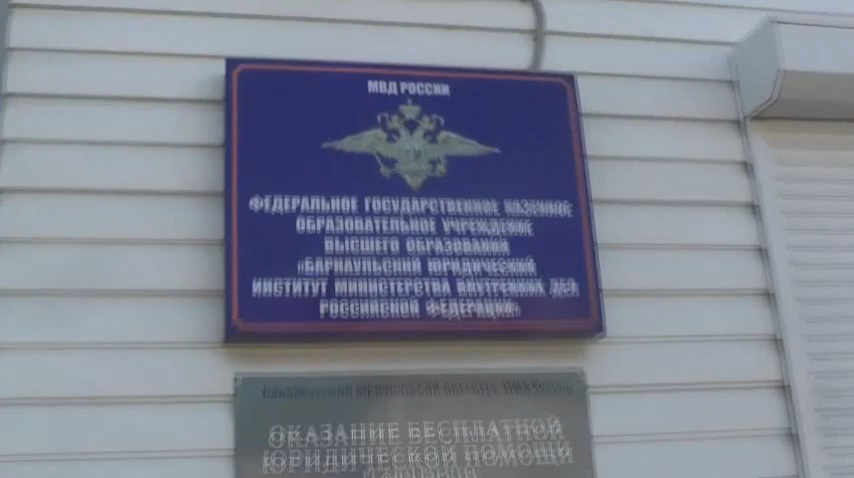 МВД РОССИИ
ФЕДЕРАЛЬНОЕ ГОСУДАРСТВЕННОЕ КАЗЕННОЕ
ОБРАЗОВАТЕЛЬНОЕ УЧРЕЖДЕНИЕ
ВЫСШЕГО ОБРАЗОВАНИЯ
«БАРНАУЛЬСКИЙ ЮРИДИЧЕСКИЙ
ИНСТИТУТ МИНИСТЕРСТВА ВНУТРЕННИХ ДЕЛ
РОССИЙСКОЙ ФЕДЕРАЦИИ»
ОКАЗАНИЕ БЕСПЛАТНОЙ
ЮРИДИЧЕСКОЙ ПОМОЩИ